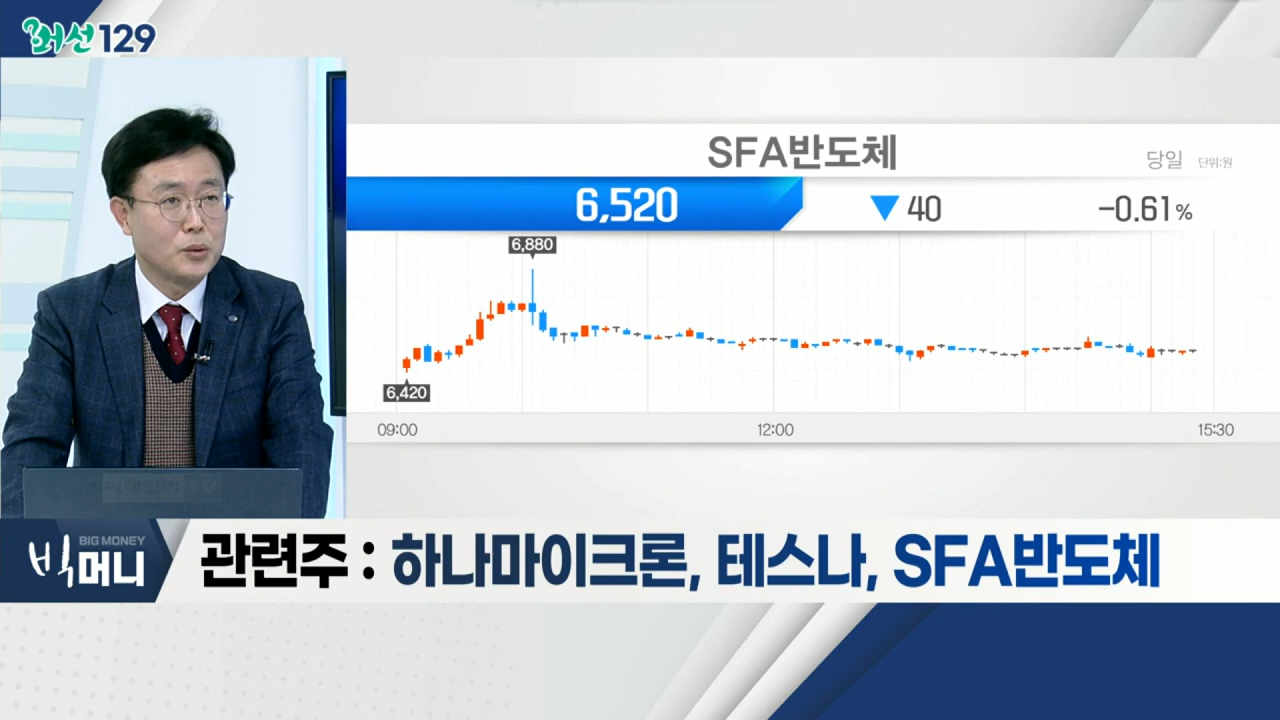 머선129
SFA반도체
당일 단위:원
6,520 ▼ 40 -0.61%
6,880
6,420
09:00 12:00 15:30
BIG MONEY
빅머니
관련주 : 하나마이크론, 테스나, SFA반도체